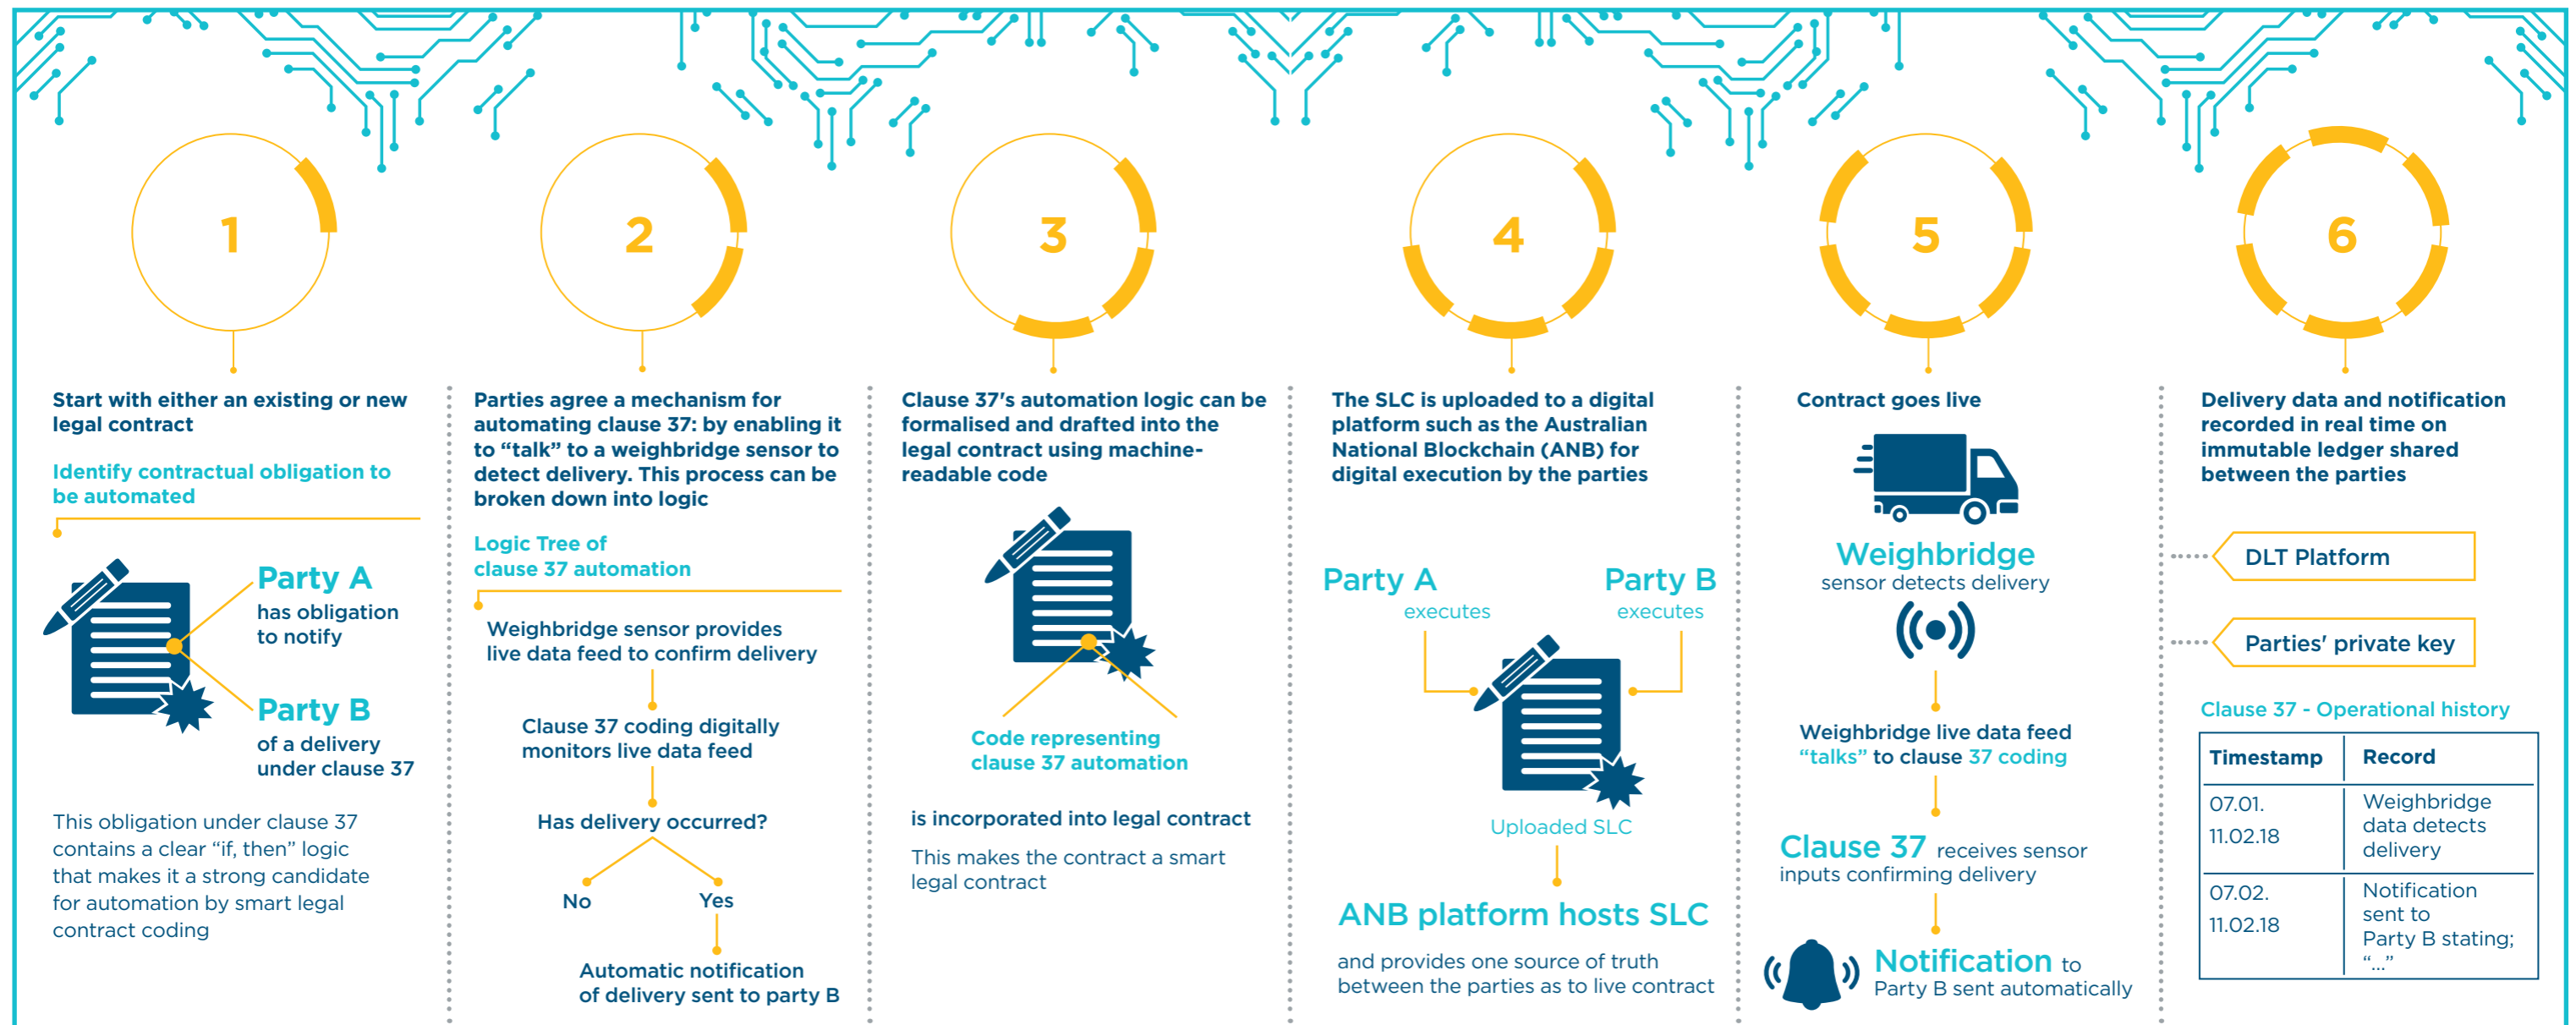 1
Start with either an existing or new
legal contract
Identify contractual obligation to
be automated
Party A
has obligation
to notify
Party B
of a delivery
under clause 37
This obligation under clause 37
contains a clear “if, then” logic
that makes it a strong candidate
for automation by smart legal
contract coding
2
Parties agree a mechanism for
automating clause 37: by enabling it
to “talk” to a weighbridge sensor to
detect delivery. This process can be
broken down into logic
Logic Tree of
clause 37 automation
Weighbridge sensor provides
live data feed to confirm delivery
Clause 37 coding digitally
monitors live data feed
Has delivery occurred?
No
Yes
Automatic notification
of delivery sent to party B
3
Clause 37's automation logic can be
formalised and drafted into the
legal contract using machine-
readable code
Code representing
clause 37 automation
is incorporated into legal contract
This makes the contract a smart
legal contract
4
The SLC is uploaded to a digital
platform such as the Australian
National Blockchain (ANB) for
digital execution by the parties
Party A
executes
Party B
executes
Uploaded SLC
ANB platform hosts SLC
and provides one source of truth
between the parties as to live contract
5
Contract goes live
Weighbridge
sensor detects delivery
Weighbridge live data feed
“talks” to clause 37 coding
Clause 37 receives sensor
inputs confirming delivery
Notification to
Party B sent automatically
6
Delivery data and notification
recorded in real time on
immutable ledger shared
between the parties
DLT Platform
Parties' private key
Clause 37 - Operational history
Timestamp
Record
07.01.
11.02.18
Weighbridge
data detects
delivery
07.02.
11.02.18
Notification
sent to
Party B stating;
“...”